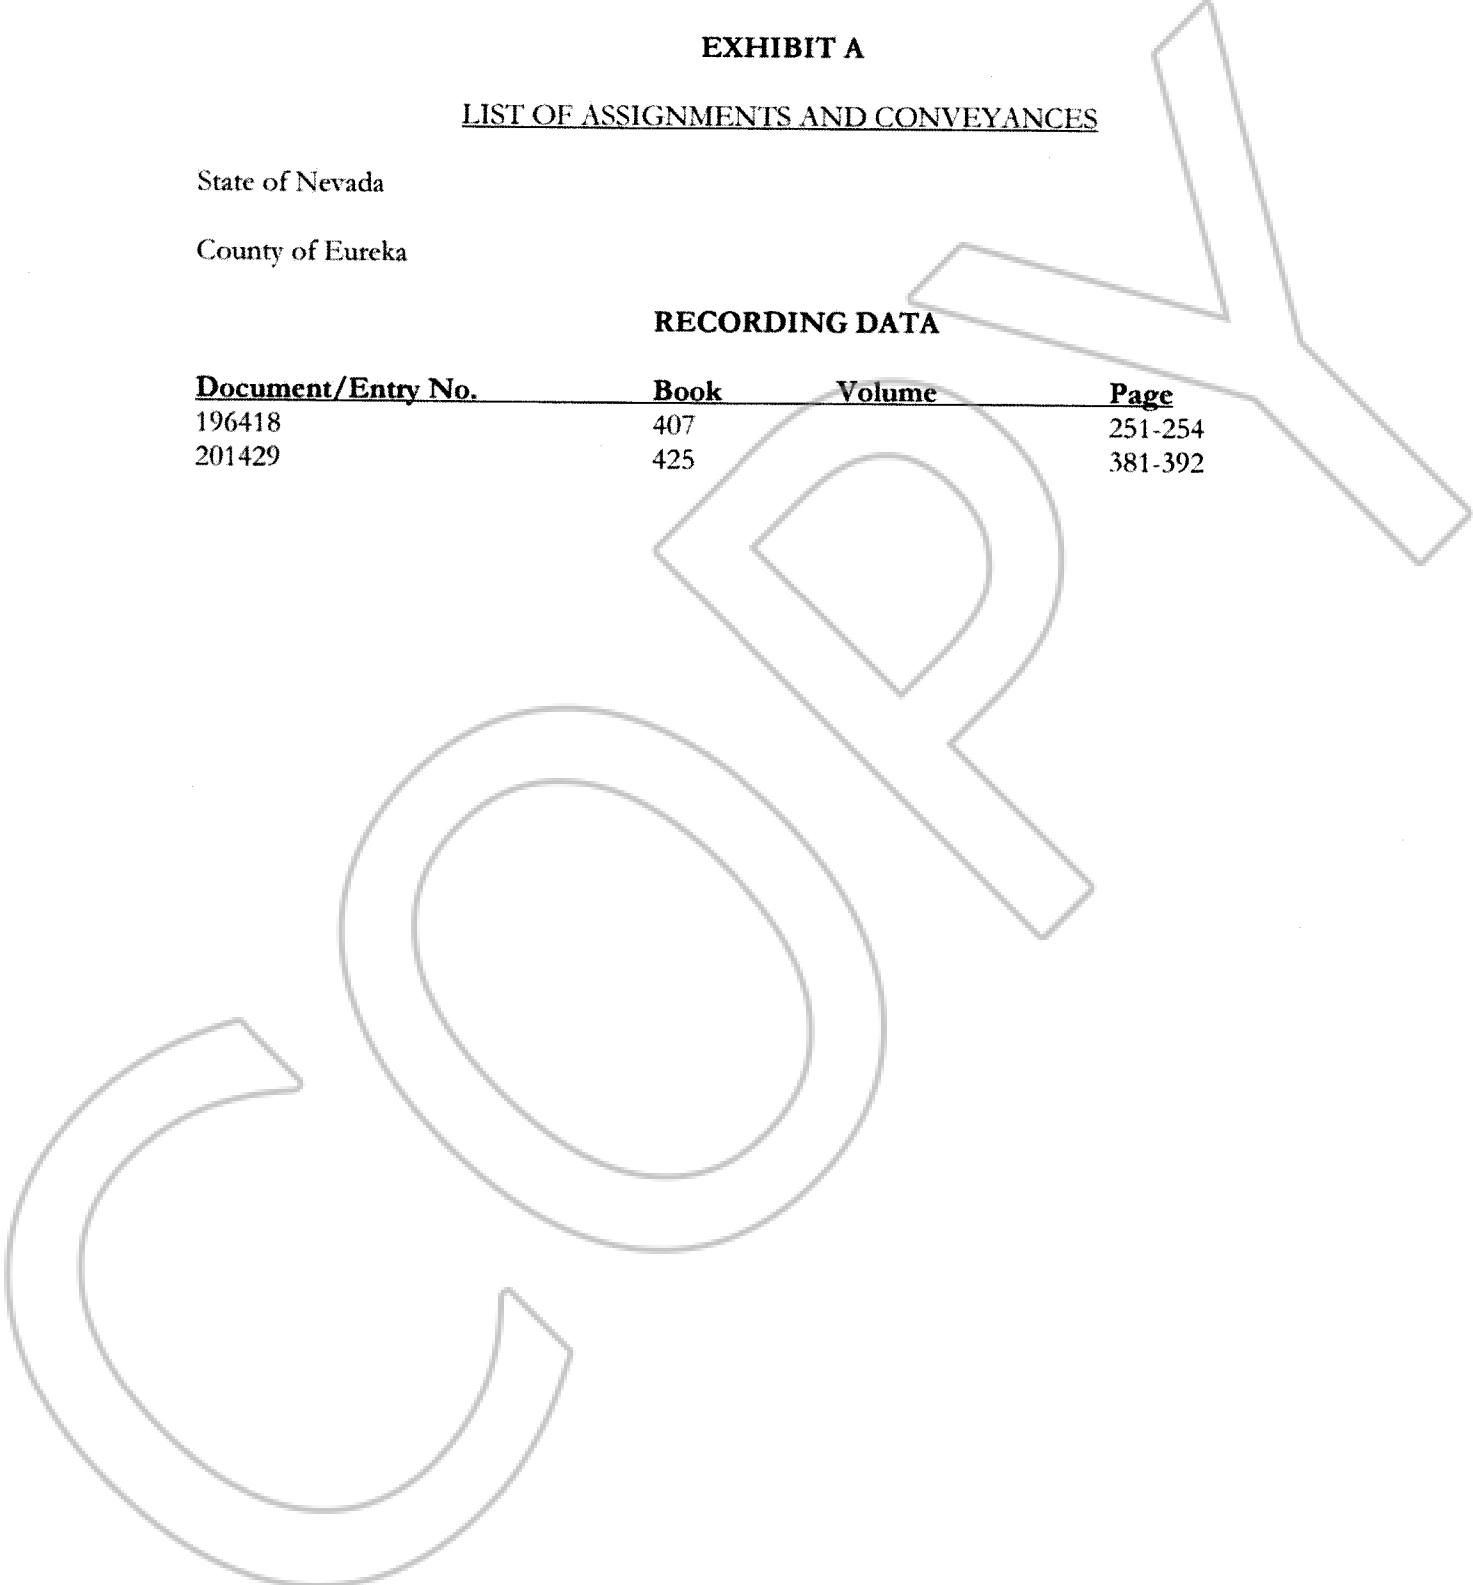 EXHIBIT A
LIST OF ASSIGNMENTS AND CONVEYANCES
State of Nevada
County of Eureka
RECORDING DATA
Document/Entry No. Book Volume Page
196418 407 251-254
201429 425 381-392
COPY